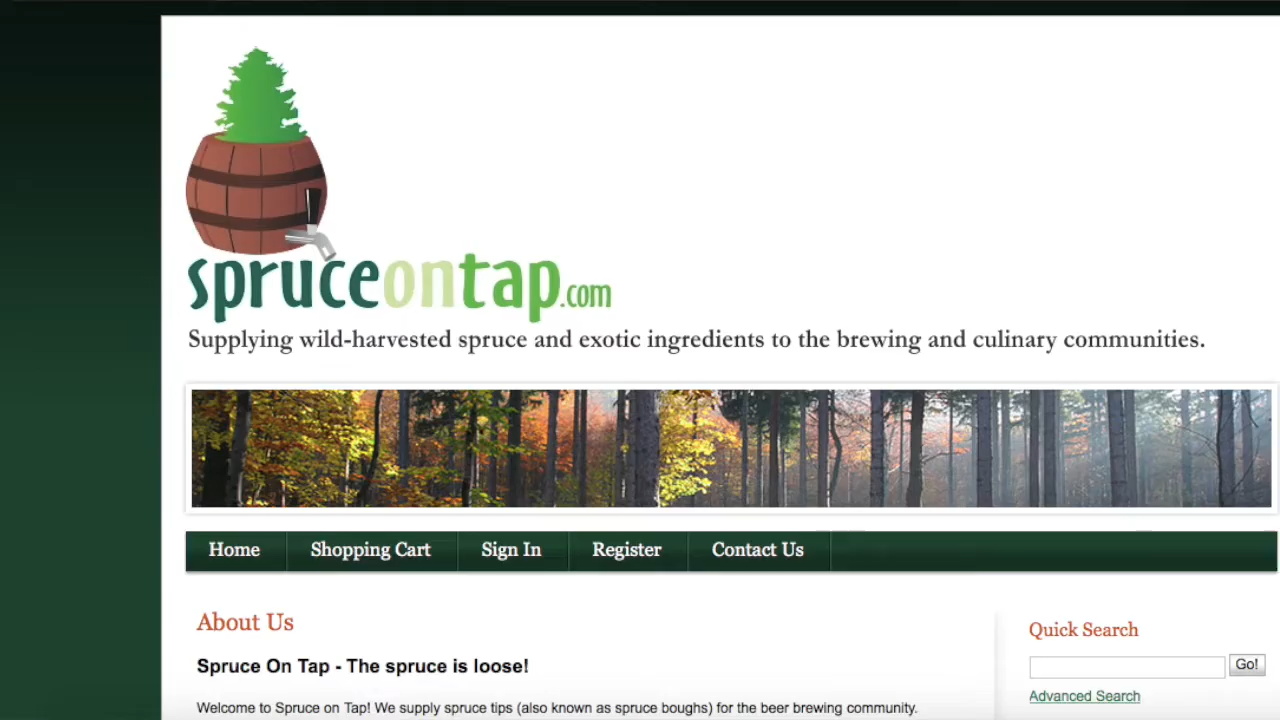 spruceontap.com
Supplying wild-harvested spruce and exotic ingredients to the brewing and culinary communities.
Home Shopping Cart Sign In Register Contact Us
About Us
Spruce On Tap - The spruce is loose!
Welcome to Spruce on Tap! We supply spruce tips (also known as spruce boughs) for the beer brewing community.
Quick Search
Go!
Advanced Search